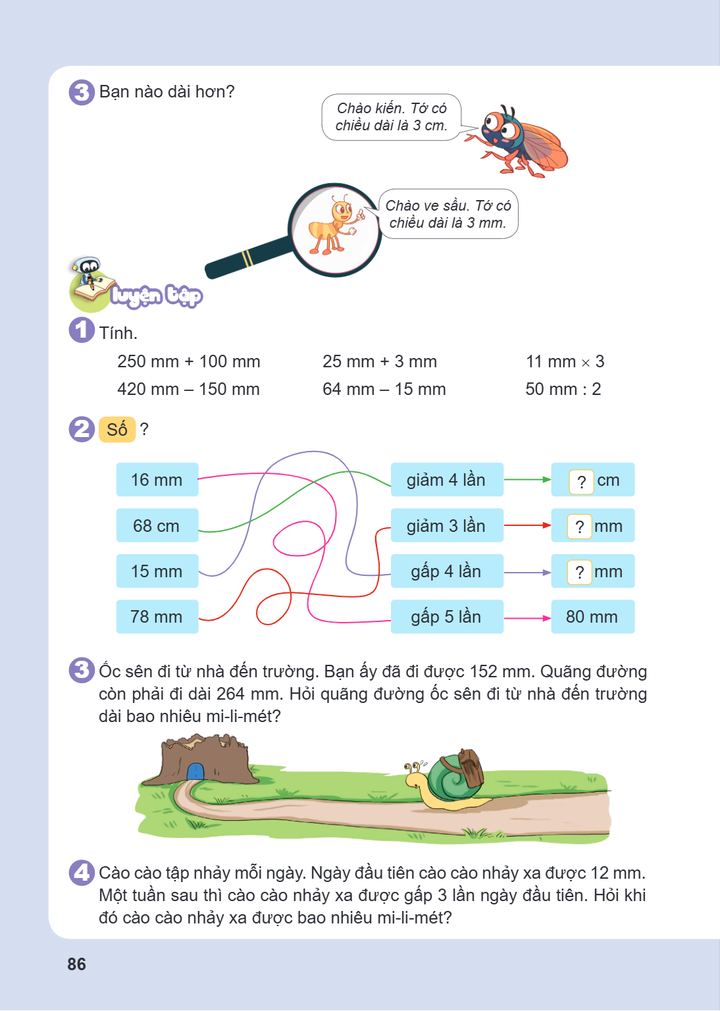 3 Bạn nào dài hơn?
Chào kiến. Tớ có
chiều dài là 3 cm.
Chào ve sầu. Tớ có
chiều dài là 3 mm.
Luyện tập
1 Tính.
250 mm + 100 mm 25 mm + 3 mm 11 mm × 3
420 mm – 150 mm 64 mm – 15 mm 50 mm : 2
2 Số ?
16 mm giảm 4 lần ? cm
68 cm giảm 3 lần ? mm
15 mm gấp 4 lần ? mm
78 mm gấp 5 lần 80 mm
3 Ốc sên đi từ nhà đến trường. Bạn ấy đã đi được 152 mm. Quãng đường
còn phải đi dài 264 mm. Hỏi quãng đường ốc sên đi từ nhà đến trường
dài bao nhiêu mi-li-mét?
4 Cào cào tập nhảy mỗi ngày. Ngày đầu tiên cào cào nhảy xa được 12 mm.
Một tuần sau thì cào cào nhảy xa được gấp 3 lần ngày đầu tiên. Hỏi khi
đó cào cào nhảy xa được bao nhiêu mi-li-mét?
86